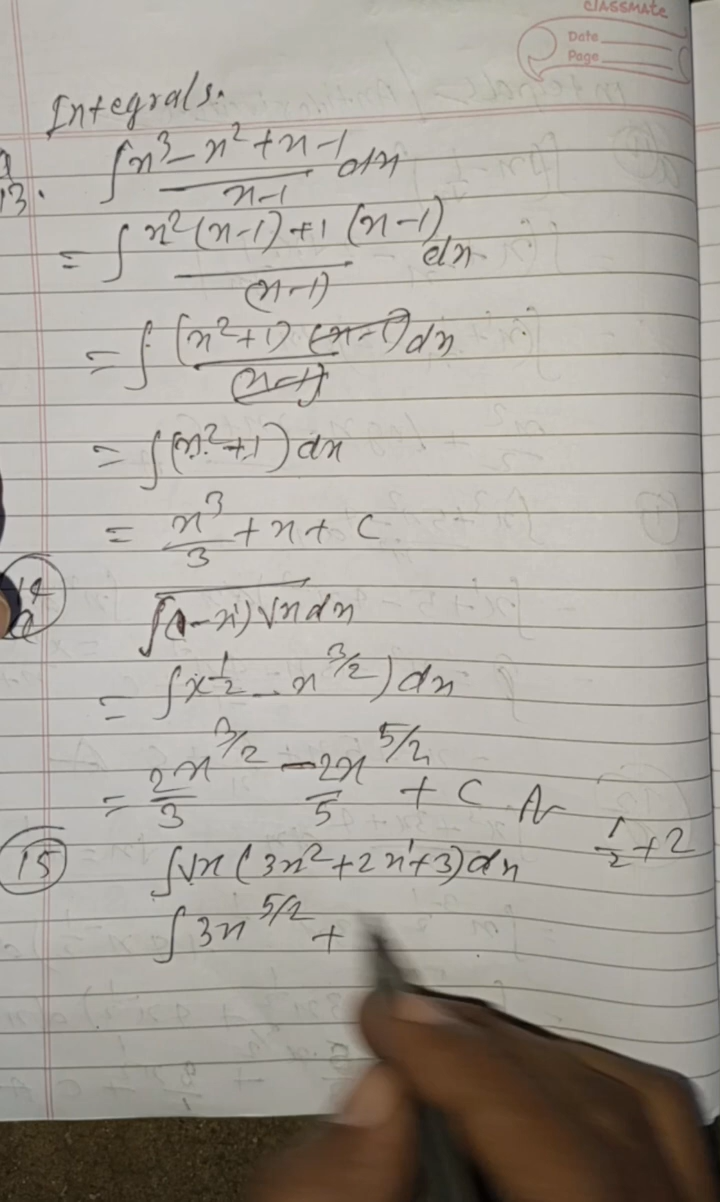 classmate
Date
Page
Integrals.
13. ∫ x³ - x² + x - 1 / x - 1 dx
= ∫ x² (x-1) + 1 (x-1) / (x-1) dx
= ∫ (x² + 1) (x-1) / (x-1) dx
= ∫ (x² + 1) dx
= x³/3 + x + C
14 ∫ (1 - x) √x dx
= ∫ x^1/2 - x^3/2) dx
= 2x^3/2 / 3 - 2x^5/2 / 5 + C
1/2 + 2
15 ∫ √x (3x² + 2x¹ + 3) dx
∫ 3x^5/2 +